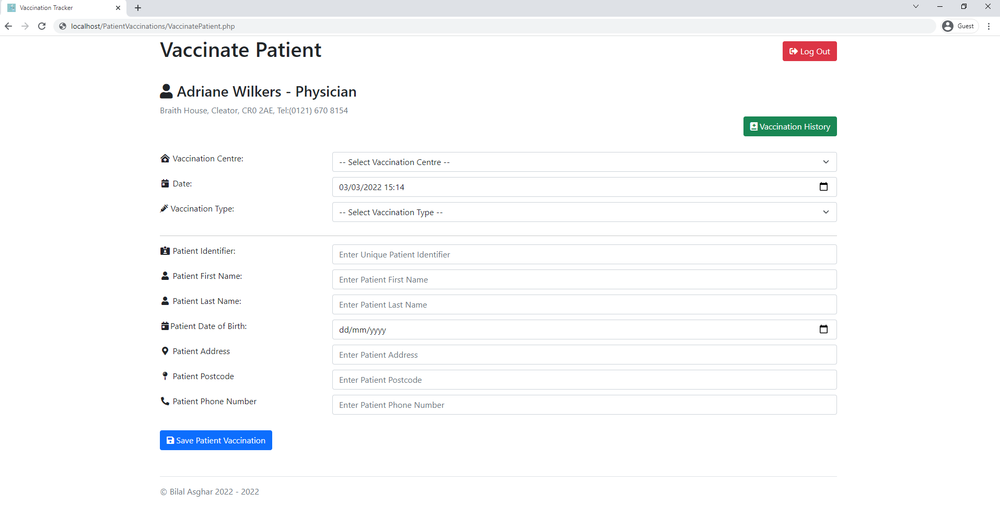 Vaccination Tracker
localhost/PatientVaccinations/VaccinatePatient.php
Guest
Vaccinate Patient
Log Out
Adriane Wilkers - Physician
Braith House, Cleator, CR0 2AE, Tel:(0121) 670 8154
Vaccination History
Vaccination Centre:
-- Select Vaccination Centre --
Date:
03/03/2022 15:14
Vaccination Type:
-- Select Vaccination Type --
Patient Identifier:
Enter Unique Patient Identifier
Patient First Name:
Enter Patient First Name
Patient Last Name:
Enter Patient Last Name
Patient Date of Birth:
dd/mm/yyyy
Patient Address
Enter Patient Address
Patient Postcode
Enter Patient Postcode
Patient Phone Number
Enter Patient Phone Number
Save Patient Vaccination
© Bilal Asghar 2022 - 2022